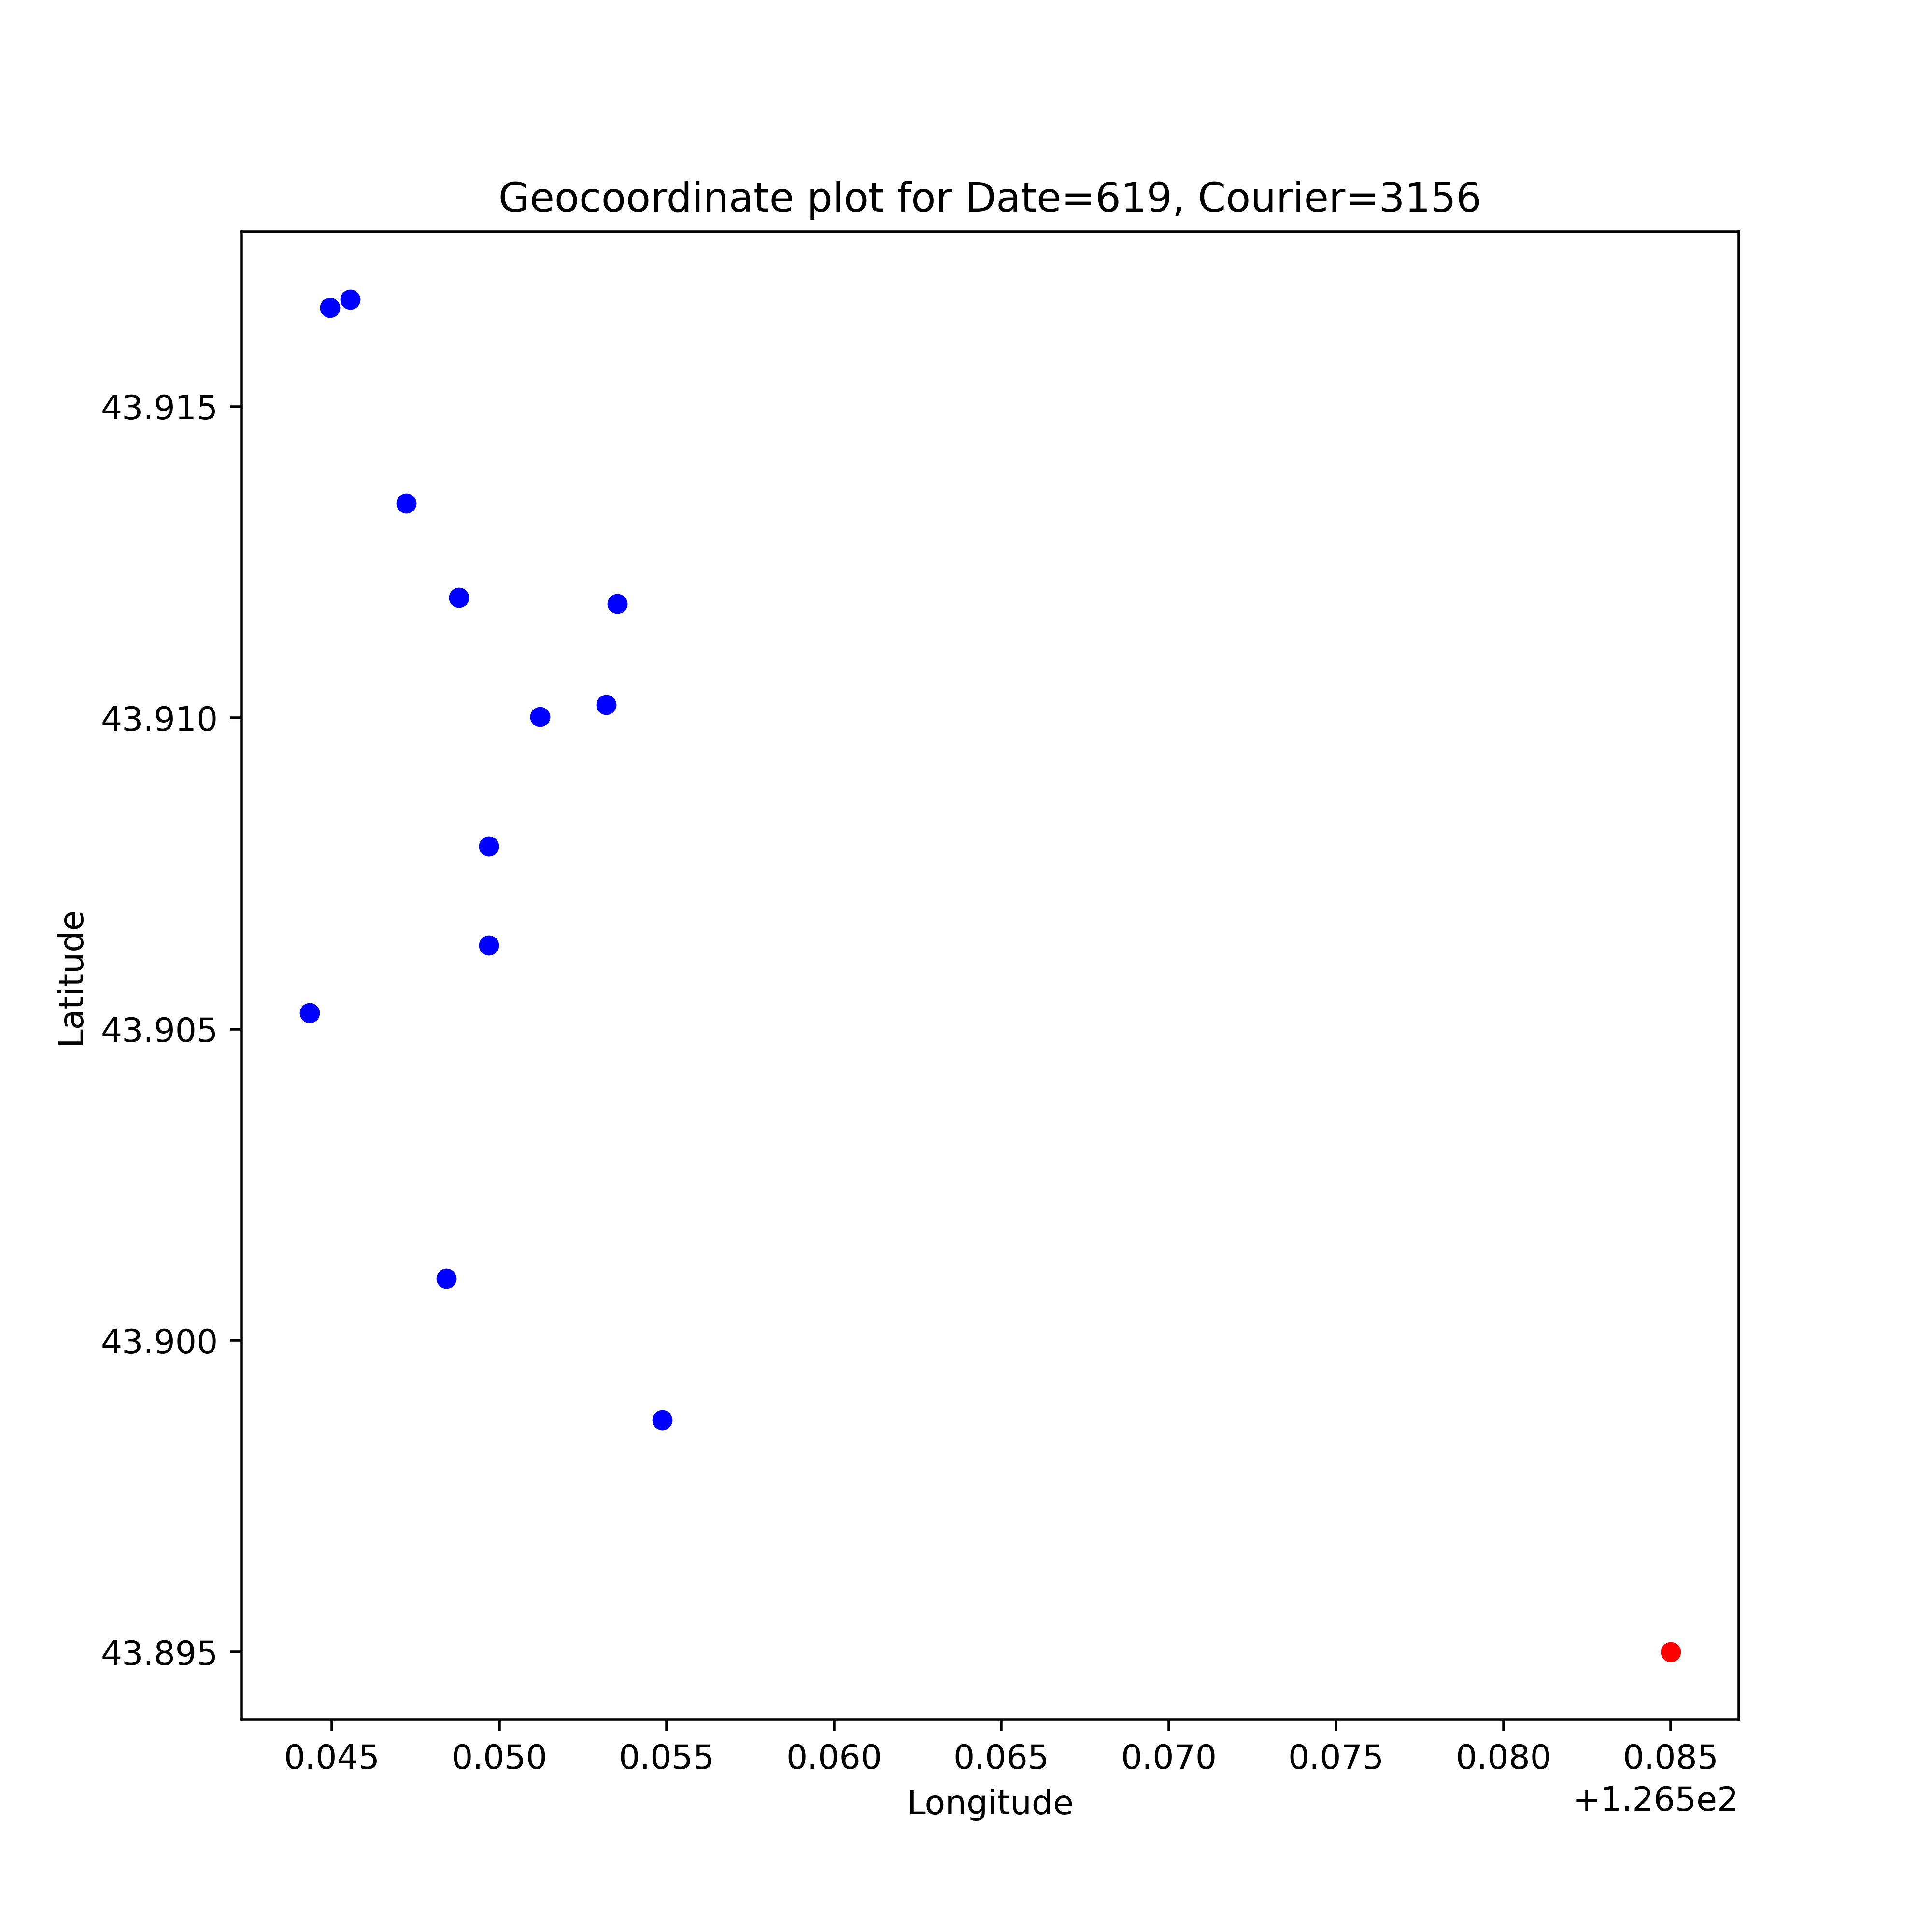 Geocoordinate plot for Date=619, Courier=3156
43.915
43.910
43.905
43.900
43.895
Latitude
0.045 0.050 0.055 0.060 0.065 0.070 0.075 0.080 0.085
+1.265e2
Longitude